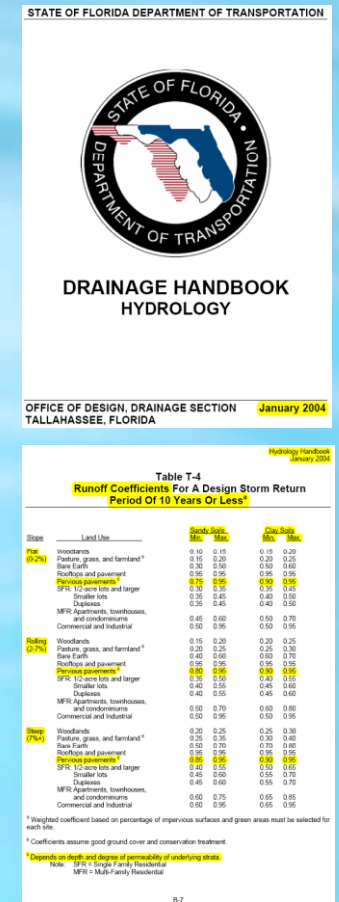 STATE OF FLORIDA DEPARTMENT OF TRANSPORTATION
STATE OF FLORIDA • DEPARTMENT OF TRANSPORTATION
DRAINAGE HANDBOOK
HYDROLOGY
OFFICE OF DESIGN, DRAINAGE SECTION January 2004
TALLAHASSEE, FLORIDA
Hydrology Handbook
January 2004
Table T-4
Runoff Coefficients For A Design Storm Return
Period Of 10 Years Or Less ᵃ
Sandy Soils Clay Soils
Slope Land Use Min. Max. Min. Max.
Flat Woodlands 0.10 0.15 0.15 0.20
(0-2%) Pasture, grass, and farmland ᵇ 0.15 0.20 0.20 0.25
Bare Earth 0.30 0.50 0.50 0.60
Rooftops and pavement 0.95 0.95 0.95 0.95
Pervious pavements 0.75 0.95 0.90 0.95
SFR: 1/2-acre lots and larger 0.30 0.35 0.35 0.45
Smaller lots 0.35 0.45 0.40 0.50
Duplexes 0.35 0.45 0.40 0.50
MFR: Apartments, townhouses,
and condominiums 0.45 0.60 0.50 0.70
Commercial and Industrial 0.50 0.95 0.50 0.95
Rolling Woodlands 0.15 0.20 0.20 0.25
(2-7%) Pasture, grass, and farmland ᵇ 0.20 0.25 0.25 0.30
Bare Earth 0.40 0.60 0.60 0.70
Rooftops and pavement 0.95 0.95 0.95 0.95
Pervious pavements 0.80 0.95 0.90 0.95
SFR: 1/2-acre lots and larger 0.35 0.50 0.40 0.55
Smaller lots 0.40 0.55 0.45 0.60
Duplexes 0.40 0.55 0.45 0.60
MFR: Apartments, townhouses,
and condominiums 0.50 0.70 0.60 0.80
Commercial and Industrial 0.50 0.95 0.50 0.95
Steep Woodlands 0.20 0.25 0.25 0.30
(7%+) Pasture, grass, and farmland ᵇ 0.25 0.35 0.30 0.40
Bare Earth 0.50 0.70 0.70 0.80
Rooftops and pavement 0.95 0.95 0.95 0.95
Pervious pavements 0.85 0.95 0.90 0.95
SFR: 1/2-acre lots and larger 0.40 0.55 0.50 0.65
Smaller lots 0.45 0.60 0.55 0.70
Duplexes 0.45 0.60 0.55 0.70
MFR: Apartments, townhouses,
and condominiums 0.60 0.75 0.65 0.85
Commercial and Industrial 0.60 0.95 0.65 0.95
ᵃ Weighted coefficient based on percentage of impervious surfaces and green areas must be selected for
each site.
ᵇ Coefficients assume good ground cover and conservation treatment.
Depends on depth and degree of permeability of underlying strata.
Note: SFR = Single Family Residential
MFR = Multi-Family Residential
B-7